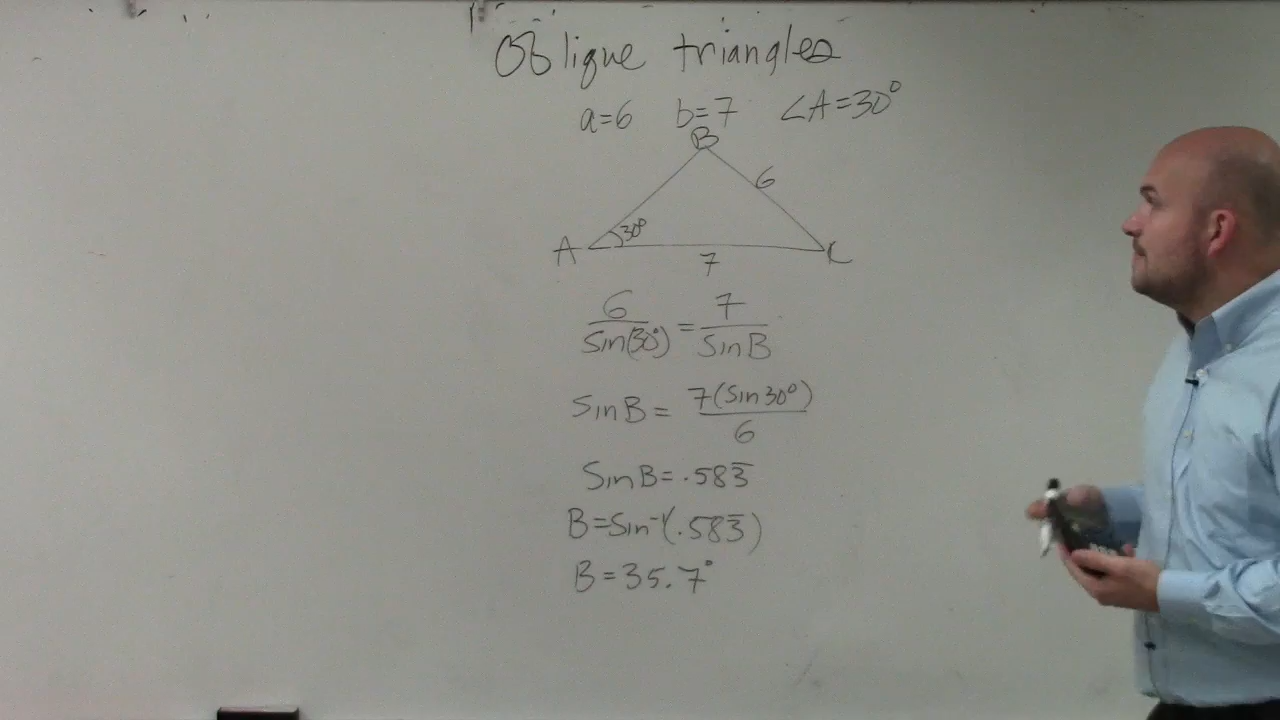 Oblique triangles
a=6 b=7 ∠A=30°
B
6
30°
A
C
7
6/sin(30°) = 7/sinB
sinB = 7(sin30°)/6
sinB=.583̅
B=sin⁻¹(.583̅)
B=35.7°